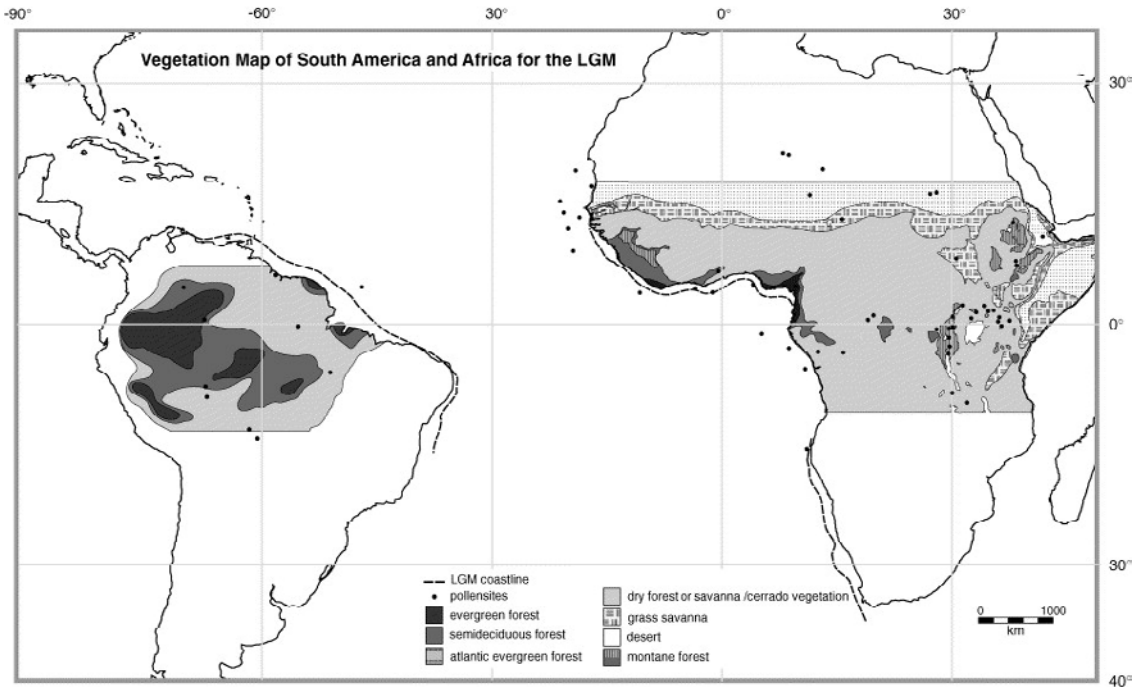 -90° -60° 30° 0° 30°
Vegetation Map of South America and Africa for the LGM
30°
0°
30°
40°
LGM coastline
pollensites
evergreen forest
semideciduous forest
atlantic evergreen forest
dry forest or savanna /cerrado vegetation
grass savanna
desert
montane forest
0 1000
km